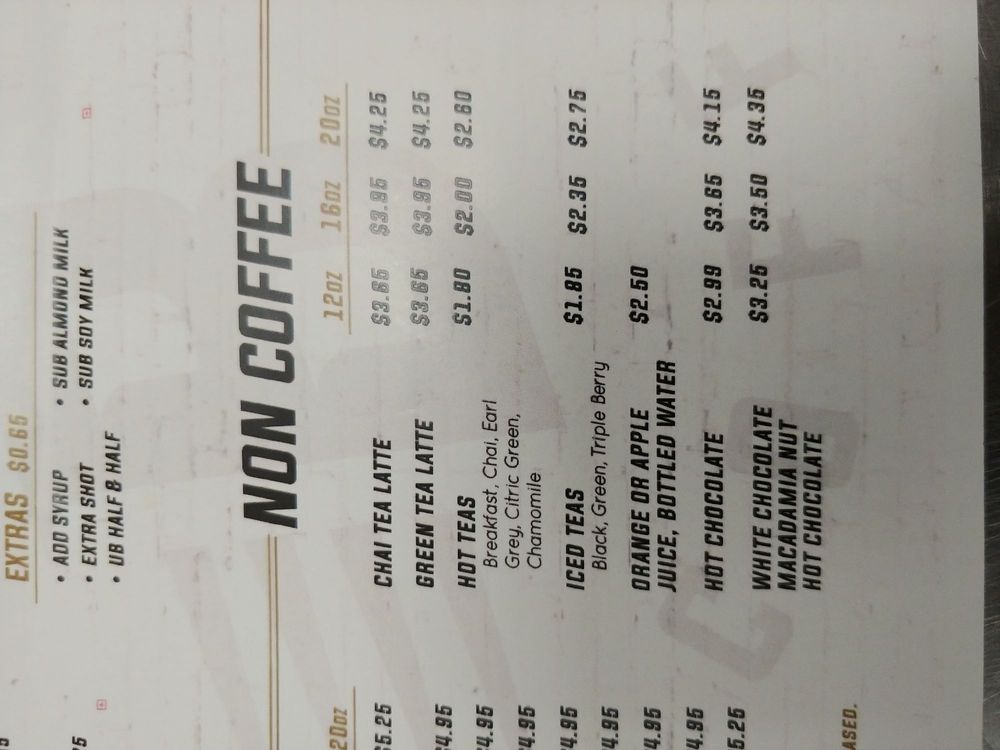 EXTRAS $0.65
• ADD SYRUP • SUB ALMOND MILK
• EXTRA SHOT • SUB SOY MILK
• UB HALF & HALF
NON COFFEE
12oz 16oz 20oz
CHAI TEA LATTE $3.65 $3.95 $4.25
GREEN TEA LATTE $3.65 $3.95 $4.25
HOT TEAS $1.80 $2.00 $2.60
Breakfast, Chai, Earl
Grey, Citric Green,
Chamomile
ICED TEAS $1.85 $2.35 $2.75
Black, Green, Triple Berry
ORANGE OR APPLE $2.50
JUICE, BOTTLED WATER
HOT CHOCOLATE $2.99 $3.65 $4.15
WHITE CHOCOLATE $3.25 $3.50 $4.35
MACADAMIA NUT
HOT CHOCOLATE
20oz
$5.25
4.95
4.95
4.95
4.95
4.95
4.95
4.95
5.25
ASED.